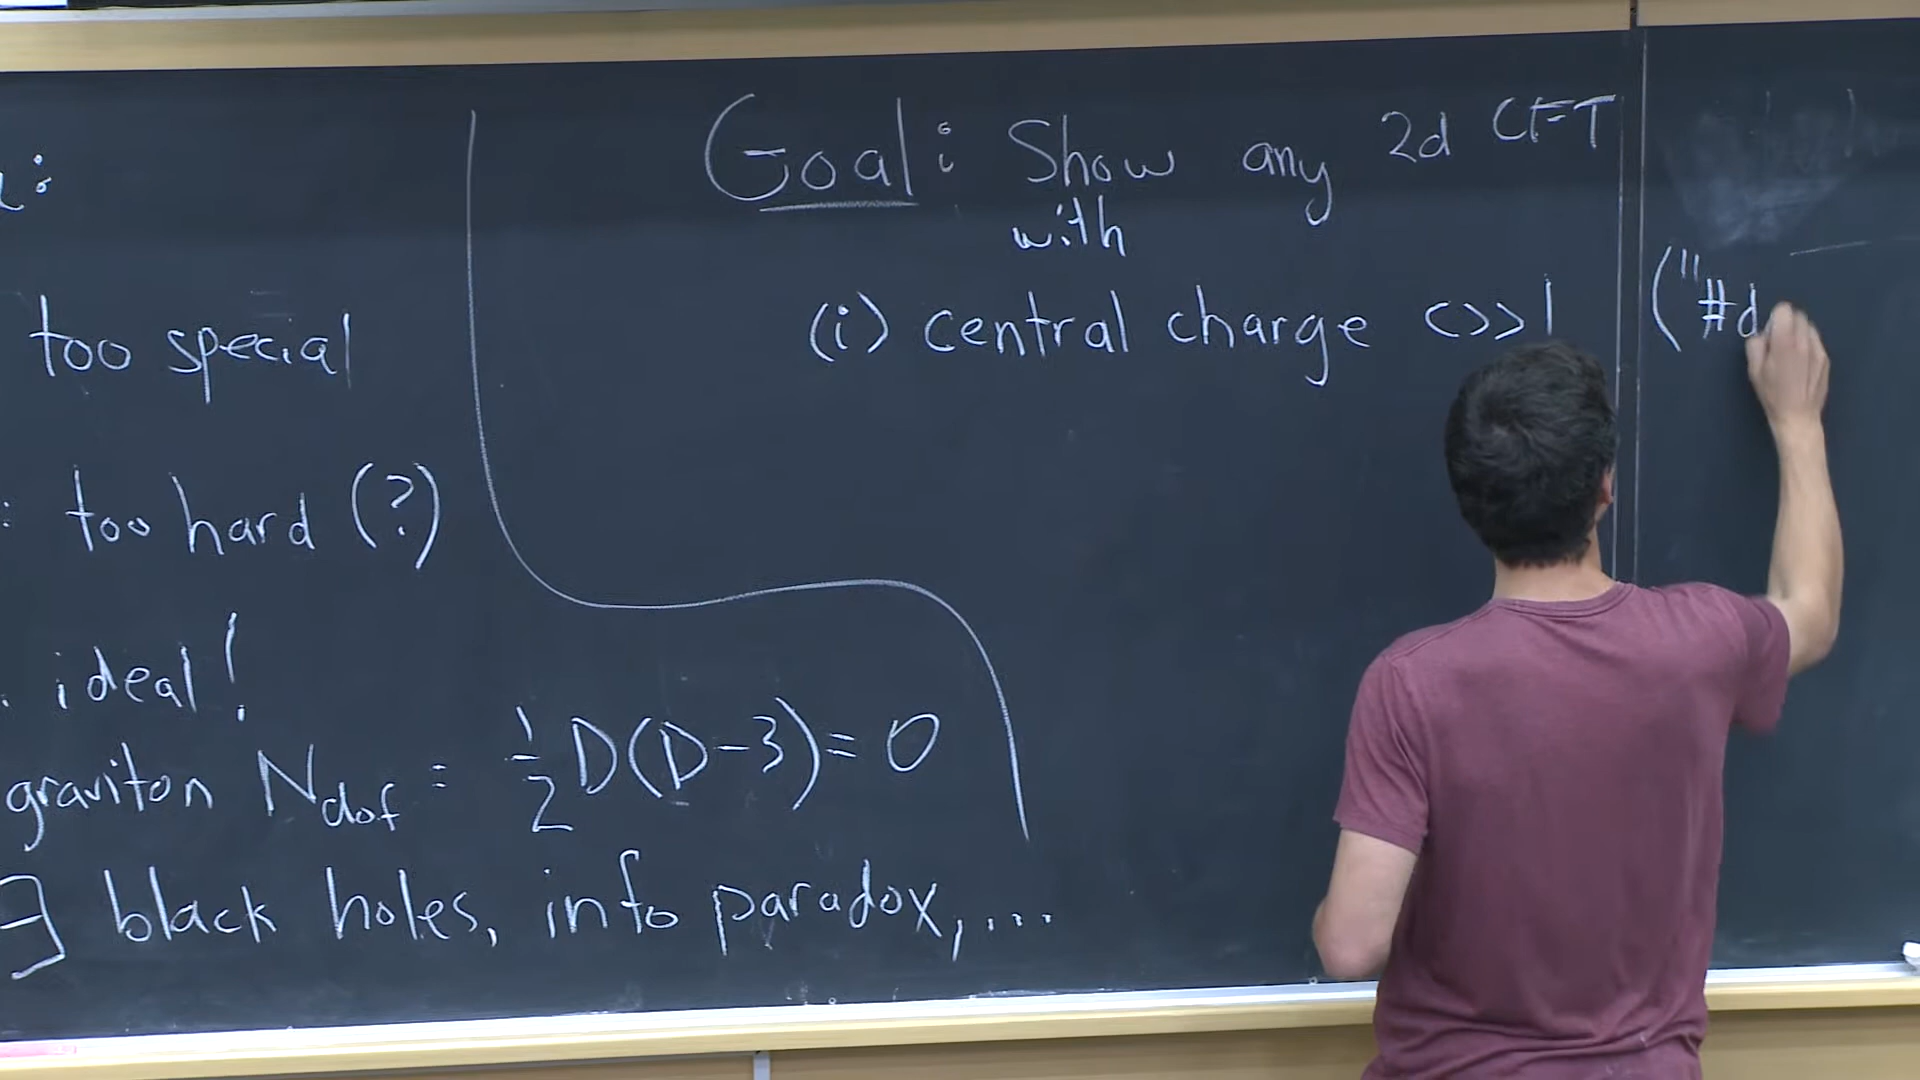 too special
: too hard (?)
ideal!
graviton N_dof = 1/2 D(D-3) = 0
∃ black holes, info paradox, ...
Goal: Show any 2d CFT
with
(i) central charge c>>1 ("#d